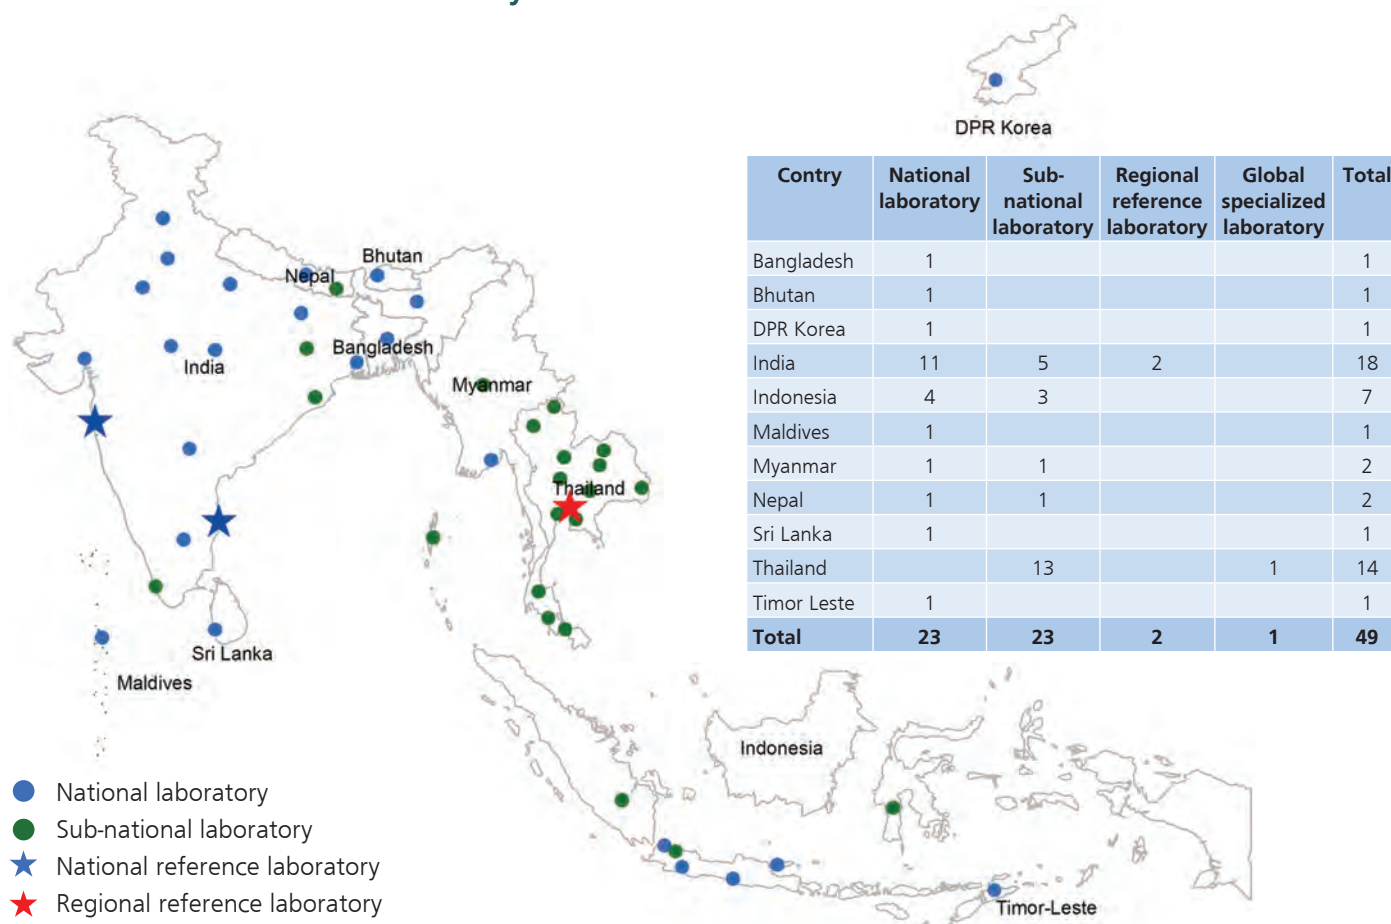 DPR Korea
Contry National laboratory Sub-national laboratory Regional reference laboratory Global specialized laboratory Total
Bangladesh 1 1
Bhutan 1 1
DPR Korea 1 1
India 11 5 2 18
Indonesia 4 3 7
Maldives 1 1
Myanmar 1 1 2
Nepal 1 1 2
Sri Lanka 1 1
Thailand 13 1 14
Timor Leste 1 1
Total 23 23 2 1 49
Bhutan
Nepal
Bangladesh
India
Myanmar
Thailand
Sri Lanka
Maldives
Indonesia
Timor-Leste
National laboratory
Sub-national laboratory
National reference laboratory
Regional reference laboratory